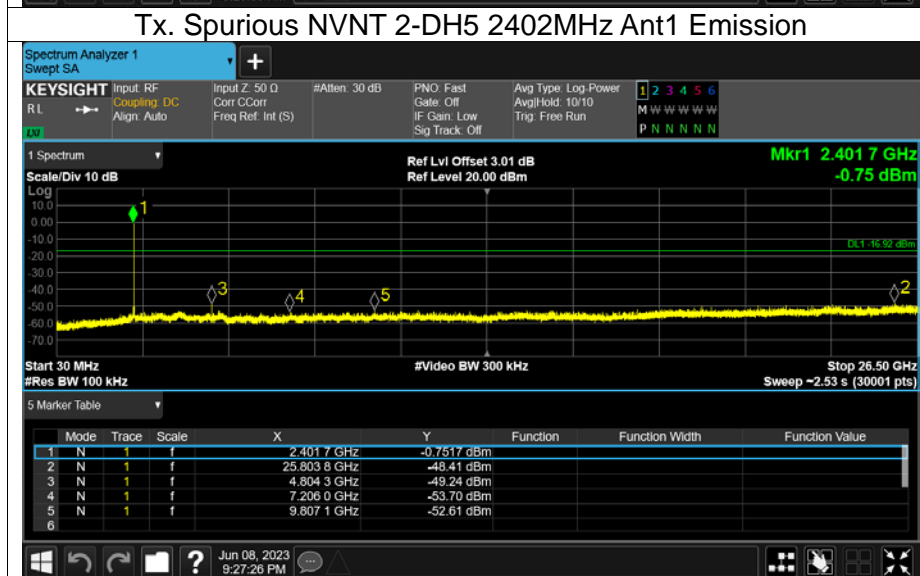 Tx. Spurious NVNT 2-DH5 2402MHz Ant1 Emission
Spectrum Analyzer 1
Swept SA
+
KEYSIGHT Input: RF Input Z: 50 Ω #Atten: 30 dB PNO: Fast Avg Type: Log-Power 1 2 3 4 5 6
RL Coupling: DC Corr CCorr Gate: Off Avg|Hold: 10/10 M W W W W W
Align: Auto Freq Ref: Int (S) IF Gain: Low Trig: Free Run
LXI Sig Track: Off P N N N N N
1 Spectrum Ref Lvl Offset 3.01 dB Mkr1 2.401 7 GHz
Scale/Div 10 dB Ref Level 20.00 dBm -0.75 dBm
Log
10.0 1
0.00
-10.0 DL1 -16.92 dBm
-20.0
-30.0
-40.0 3 4 5 2
-50.0
-60.0
-70.0
Start 30 MHz #Video BW 300 kHz Stop 26.50 GHz
#Res BW 100 kHz Sweep ~2.53 s (30001 pts)
5 Marker Table
Mode Trace Scale X Y Function Function Width Function Value
1 N 1 f 2.401 7 GHz -0.7517 dBm
2 N 1 f 25.803 8 GHz -48.41 dBm
3 N 1 f 4.804 3 GHz -49.24 dBm
4 N 1 f 7.206 0 GHz -53.70 dBm
5 N 1 f 9.807 1 GHz -52.61 dBm
6
? Jun 08, 2023
9:27:26 PM